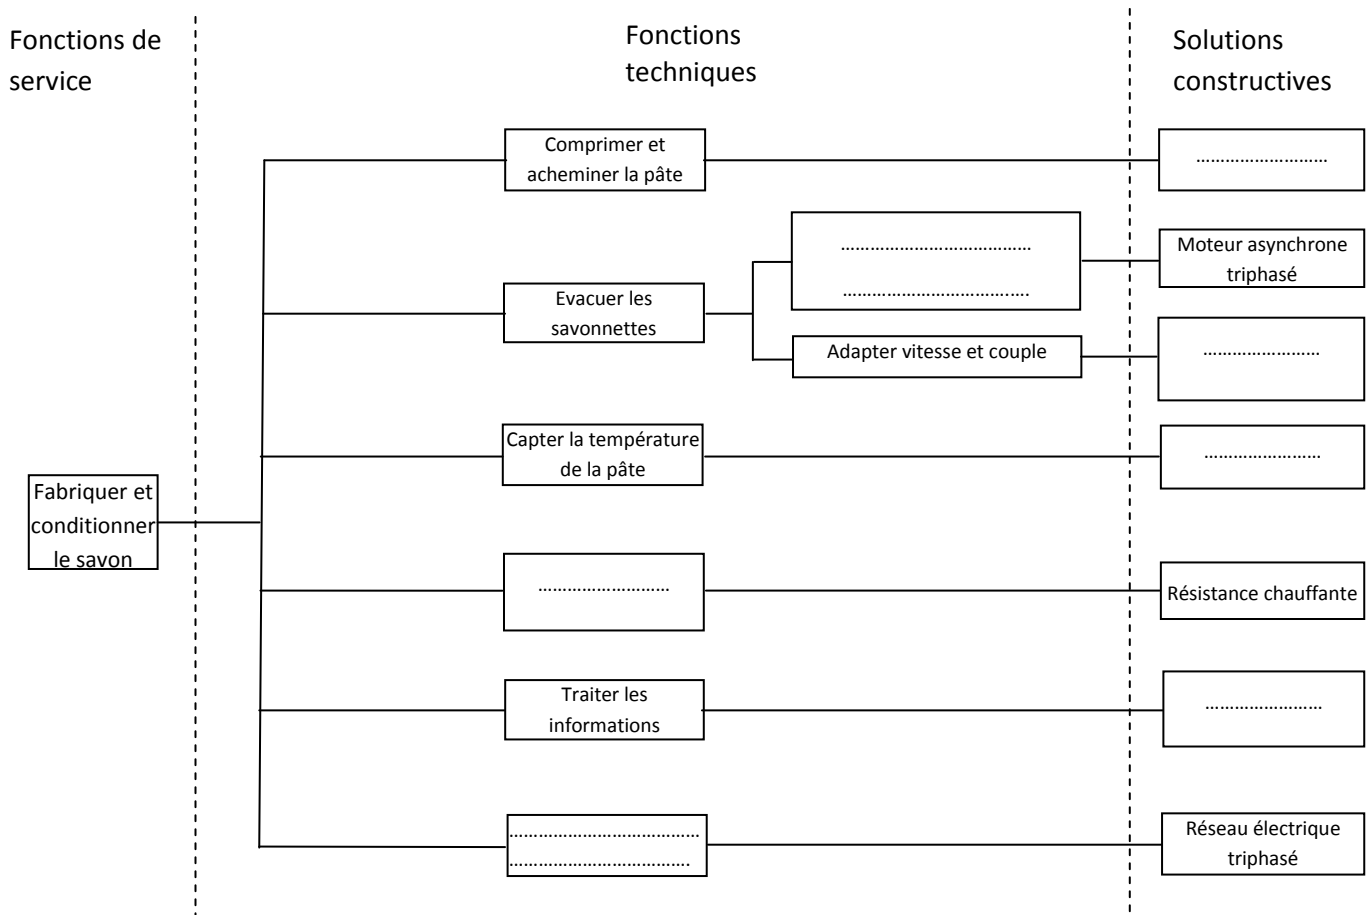 Fonctions de
service
Fonctions
techniques
Solutions
constructives
Comprimer et
acheminer la pâte
..............................
..........................................
..........................................
Moteur asynchrone
triphasé
Evacuer les
savonnettes
Adapter vitesse et couple
..........................
Capter la température
de la pâte
..........................
Fabriquer et
conditionner
le savon
..............................
Résistance chauffante
Traiter les
informations
..........................
..........................................
........................................
Réseau électrique
triphasé